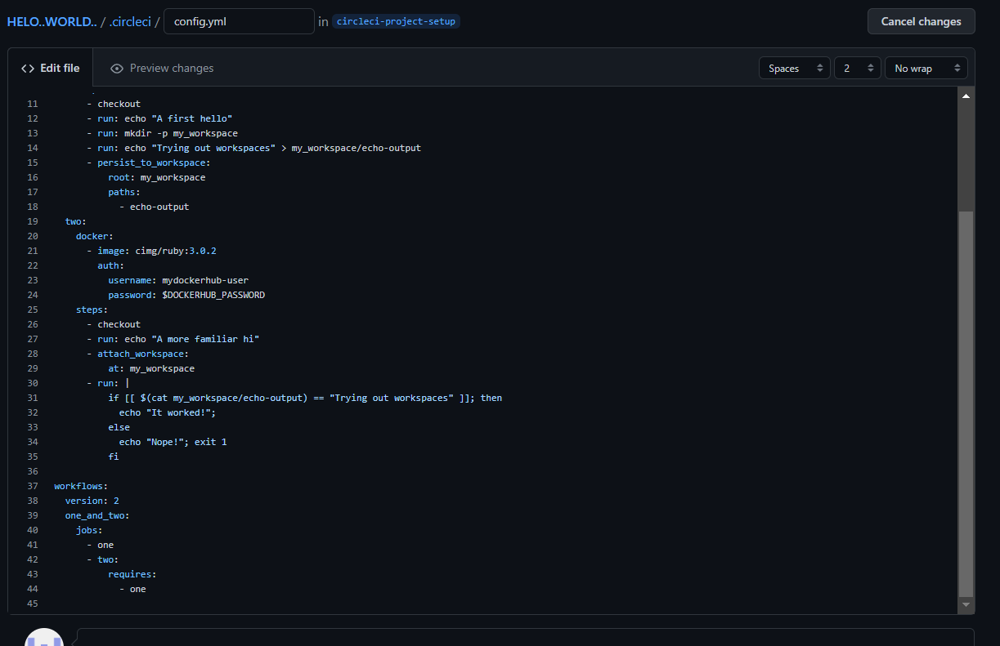 HELO..WORLD.. / .circleci / config.yml in circleci-project-setup Cancel changes
<> Edit file Preview changes Spaces 2 No wrap
11 - checkout
12 - run: echo "A first hello"
13 - run: mkdir -p my_workspace
14 - run: echo "Trying out workspaces" > my_workspace/echo-output
15 - persist_to_workspace:
16 root: my_workspace
17 paths:
18 - echo-output
19 two:
20 docker:
21 - image: cimg/ruby:3.0.2
22 auth:
23 username: mydockerhub-user
24 password: $DOCKERHUB_PASSWORD
25 steps:
26 - checkout
27 - run: echo "A more familiar hi"
28 - attach_workspace:
29 at: my_workspace
30 - run: |
31 if [[ $(cat my_workspace/echo-output) == "Trying out workspaces" ]]; then
32 echo "It worked!";
33 else
34 echo "Nope!"; exit 1
35 fi
36
37 workflows:
38 version: 2
39 one_and_two:
40 jobs:
41 - one
42 - two:
43 requires:
44 - one
45